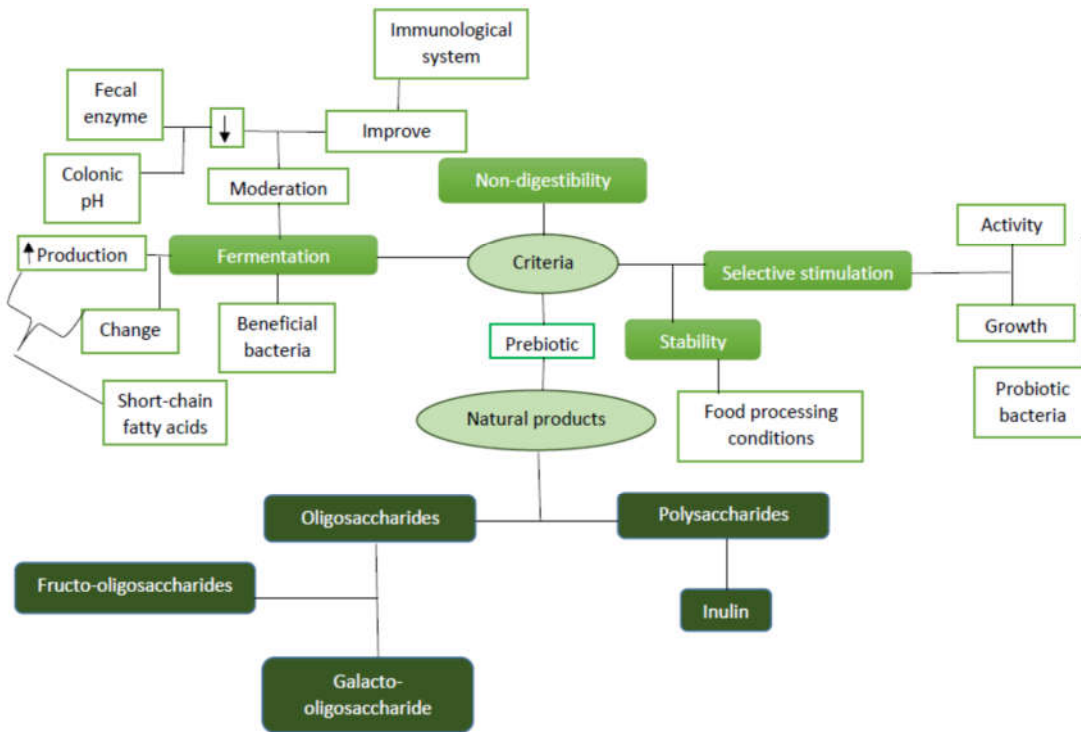 Immunological
system
Fecal
enzyme
↓
Improve
Colonic
pH
Moderation
Non-digestibility
↑Production
Fermentation
Criteria
Selective stimulation
Activity
Change
Beneficial
bacteria
Prebiotic
Stability
Growth
Short-chain
fatty acids
Natural products
Food processing
conditions
Probiotic
bacteria
Oligosaccharides
Polysaccharides
Fructo-oligosaccharides
Inulin
Galacto-
oligosaccharide